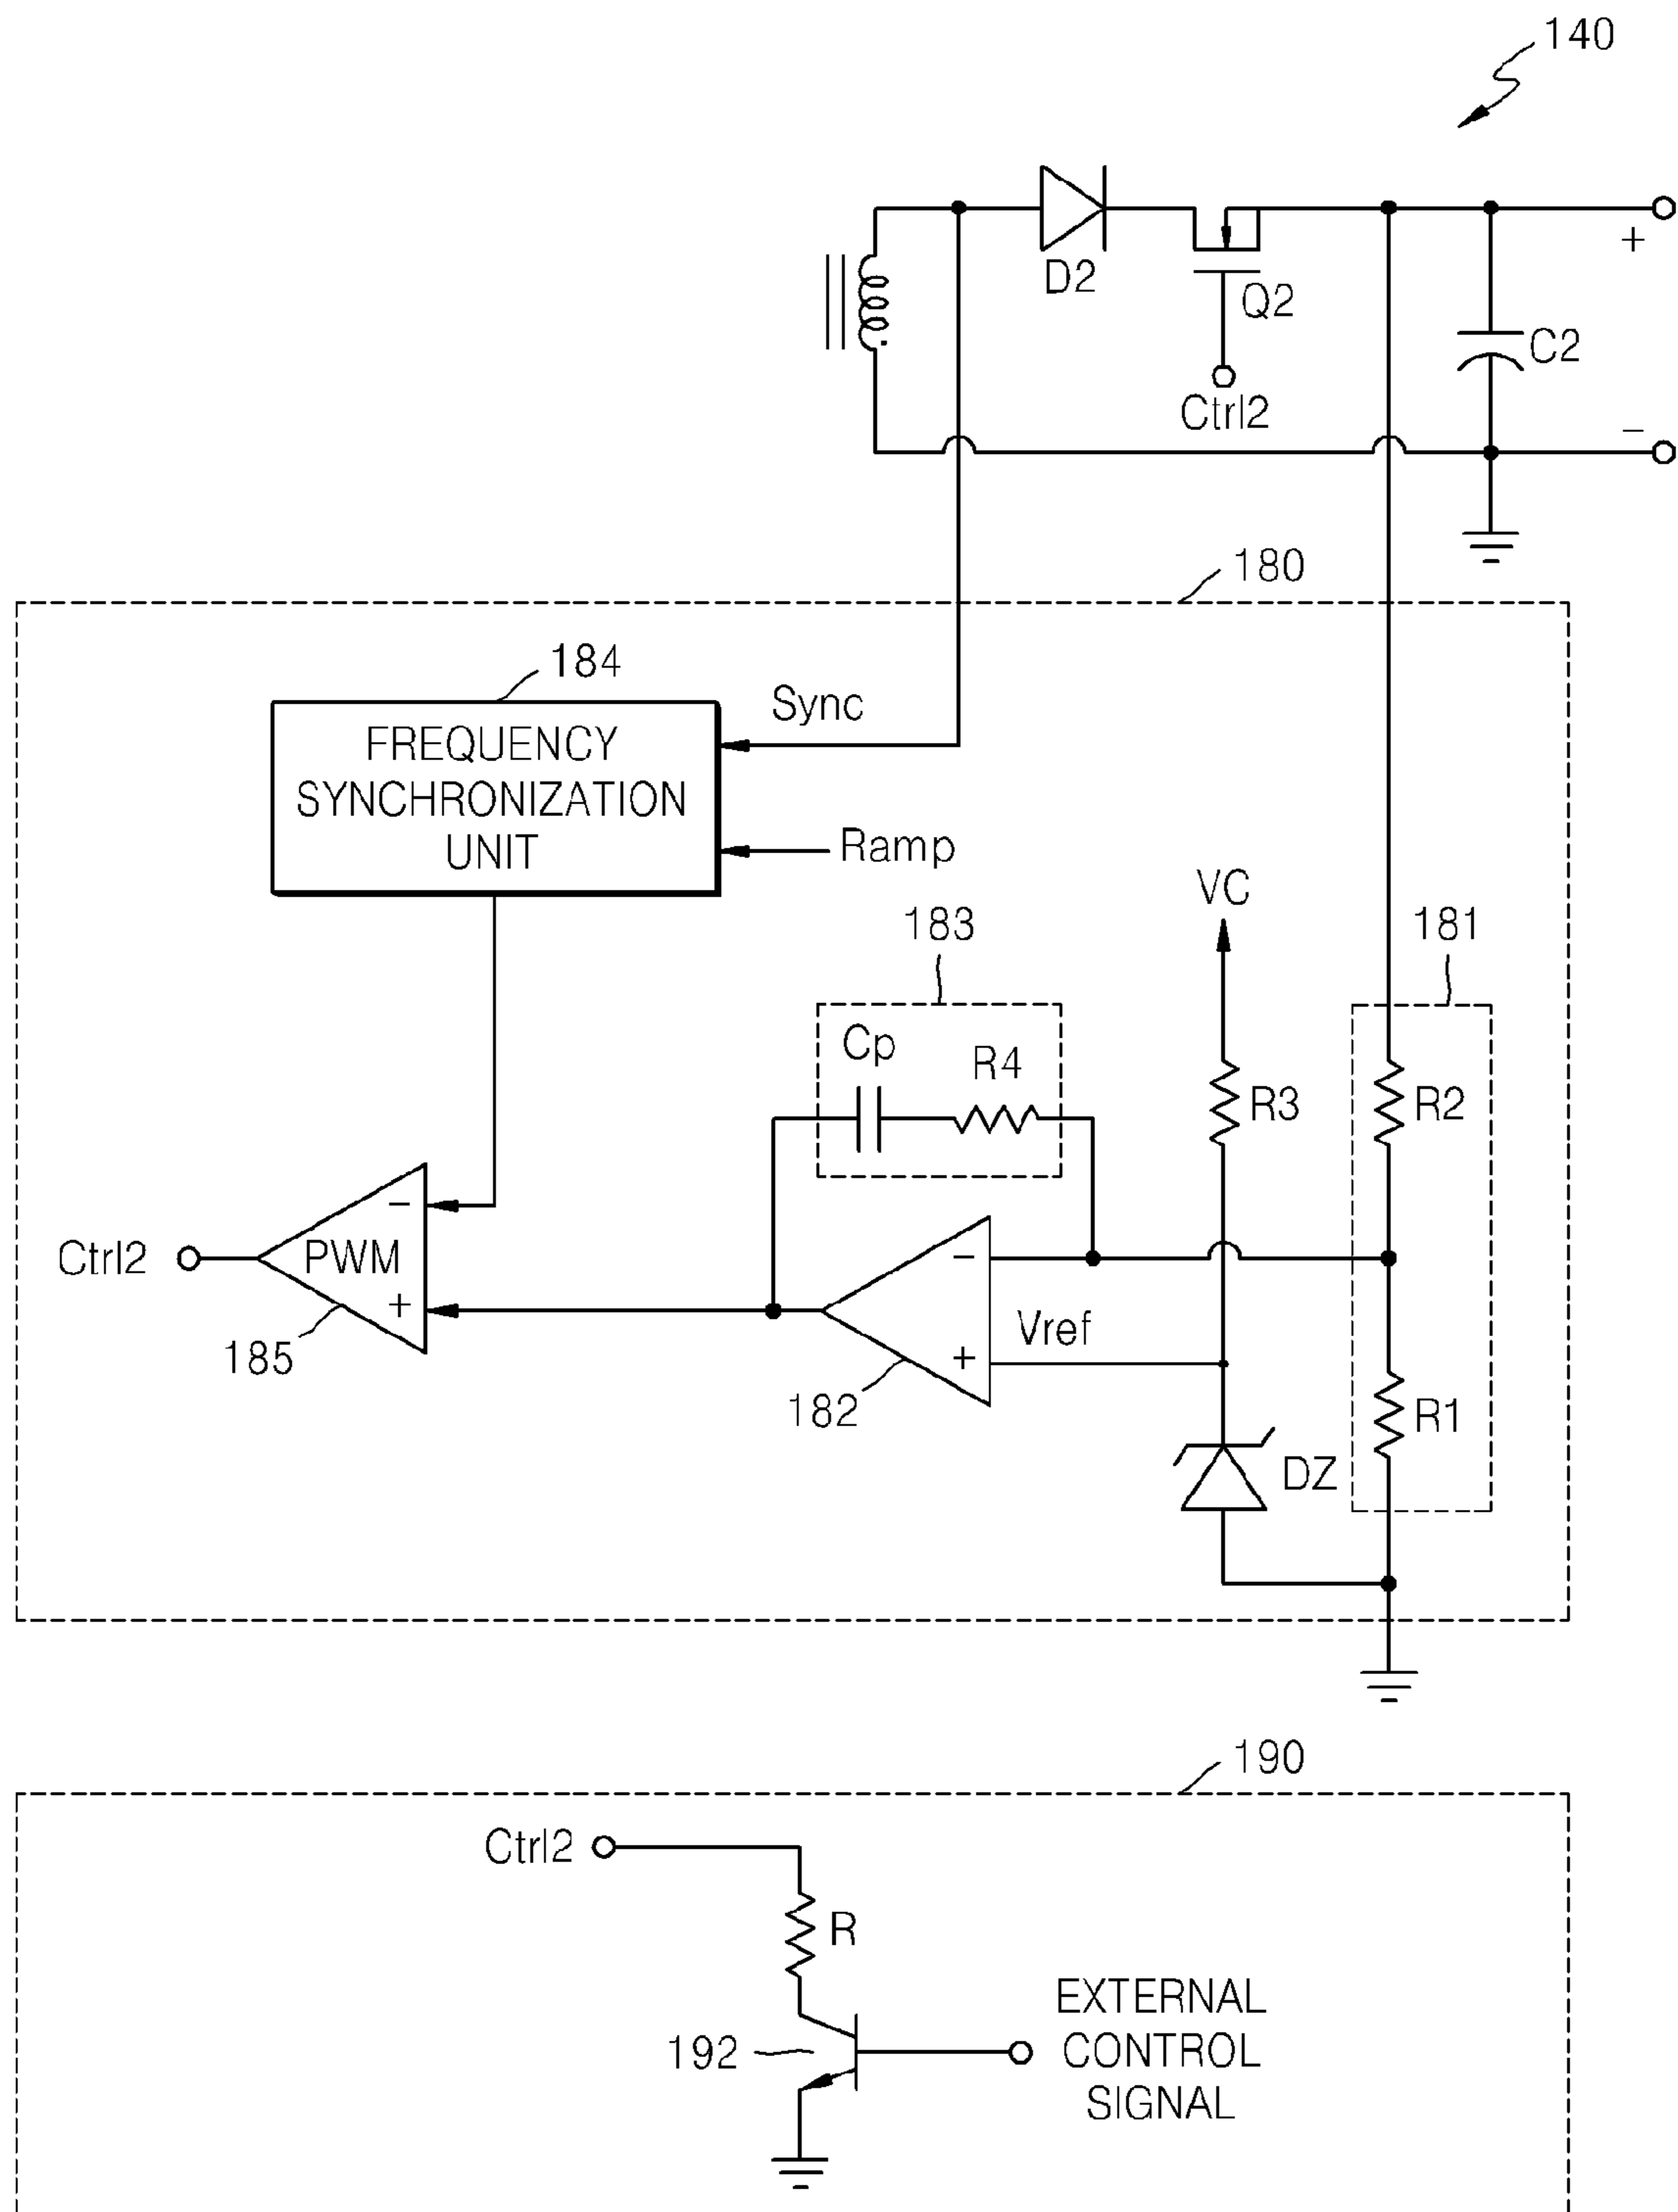 140
D2
Q2
Ctrl2
+
C2
−
180
184
Sync
FREQUENCY
SYNCHRONIZATION
UNIT
Ramp
VC
183
181
Cp
R4
R3
R2
−
PWM
+
Ctrl2
185
−
Vref
+
182
R1
DZ
190
Ctrl2
R
192
EXTERNAL
CONTROL
SIGNAL